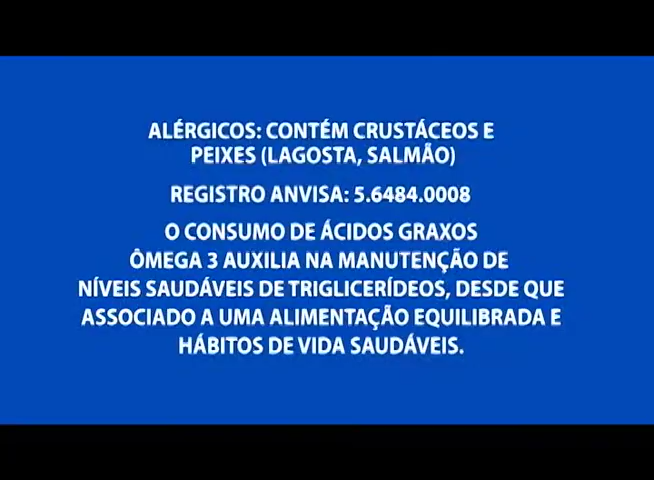 ALÉRGICOS: CONTÉM CRUSTÁCEOS E
PEIXES (LAGOSTA, SALMÃO)
REGISTRO ANVISA: 5.6484.0008
O CONSUMO DE ÁCIDOS GRAXOS
ÔMEGA 3 AUXILIA NA MANUTENÇÃO DE
NÍVEIS SAUDÁVEIS DE TRIGLICERÍDEOS, DESDE QUE
ASSOCIADO A UMA ALIMENTAÇÃO EQUILIBRADA E
HÁBITOS DE VIDA SAUDÁVEIS.